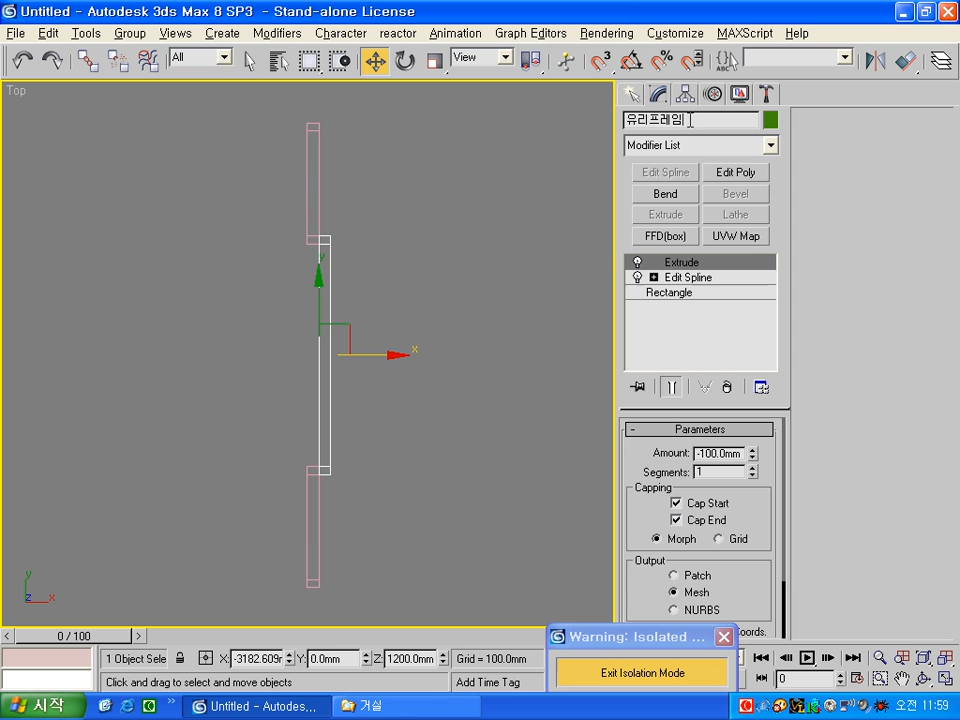 Untitled - Autodesk 3ds Max 8 SP3 - Stand-alone License
File Edit Tools Group Views Create Modifiers Character reactor Animation Graph Editors Rendering Customize MAXScript Help
All View
Top
유리프레임
Modifier List
Edit Spline Edit Poly
Bend Bevel
Extrude Lathe
FFD(box) UVW Map
Extrude
Edit Spline
Rectangle
y
x
Parameters
Amount: -100.0mm
Segments: 1
Capping
Cap Start
Cap End
Morph Grid
Output
Patch
Mesh
NURBS
y
z x
0 / 100
Warning: Isolated ...
Coords.
1 Object Sele X: -3182.609r Y: 0.0mm Z: 1200.0mm Grid = 100.0mm
Exit Isolation Mode
0
Click and drag to select and move objects Add Time Tag
시작 Untitled - Autodes... 거실 오전 11:59